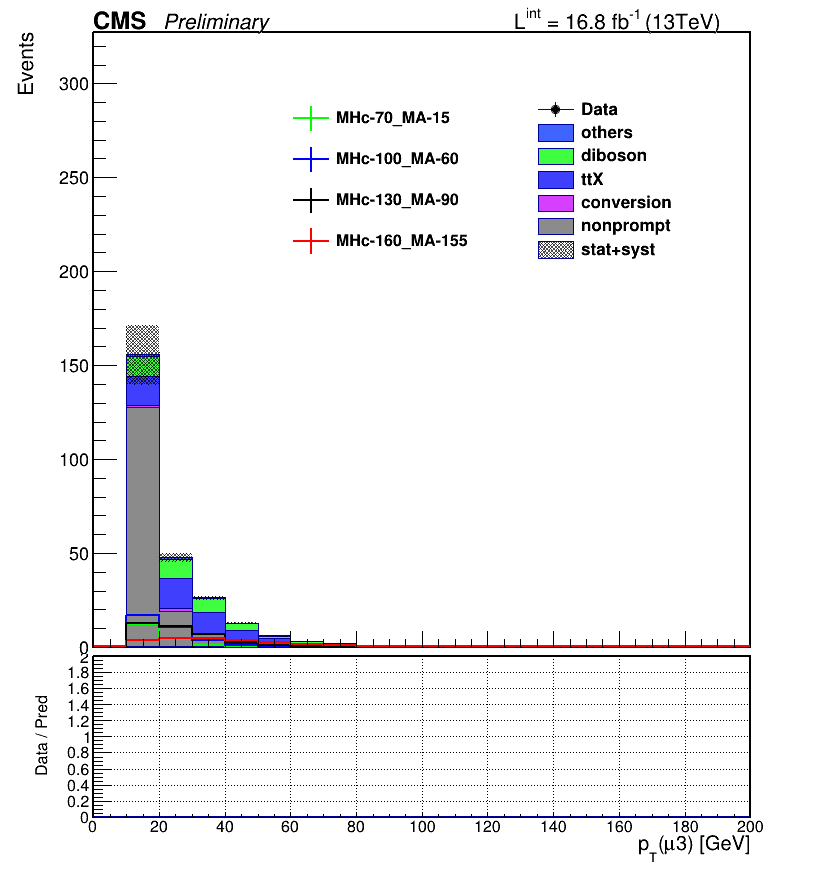 CMS Preliminary L^int = 16.8 fb^-1 (13TeV)
Events
300
250
200
150
100
50
0
MHc-70_MA-15
MHc-100_MA-60
MHc-130_MA-90
MHc-160_MA-155
Data
others
diboson
ttX
conversion
nonprompt
stat+syst
Data / Pred
2
1.8
1.6
1.4
1.2
1
0.8
0.6
0.4
0.2
0
0 20 40 60 80 100 120 140 160 180 200
p_T(μ3) [GeV]